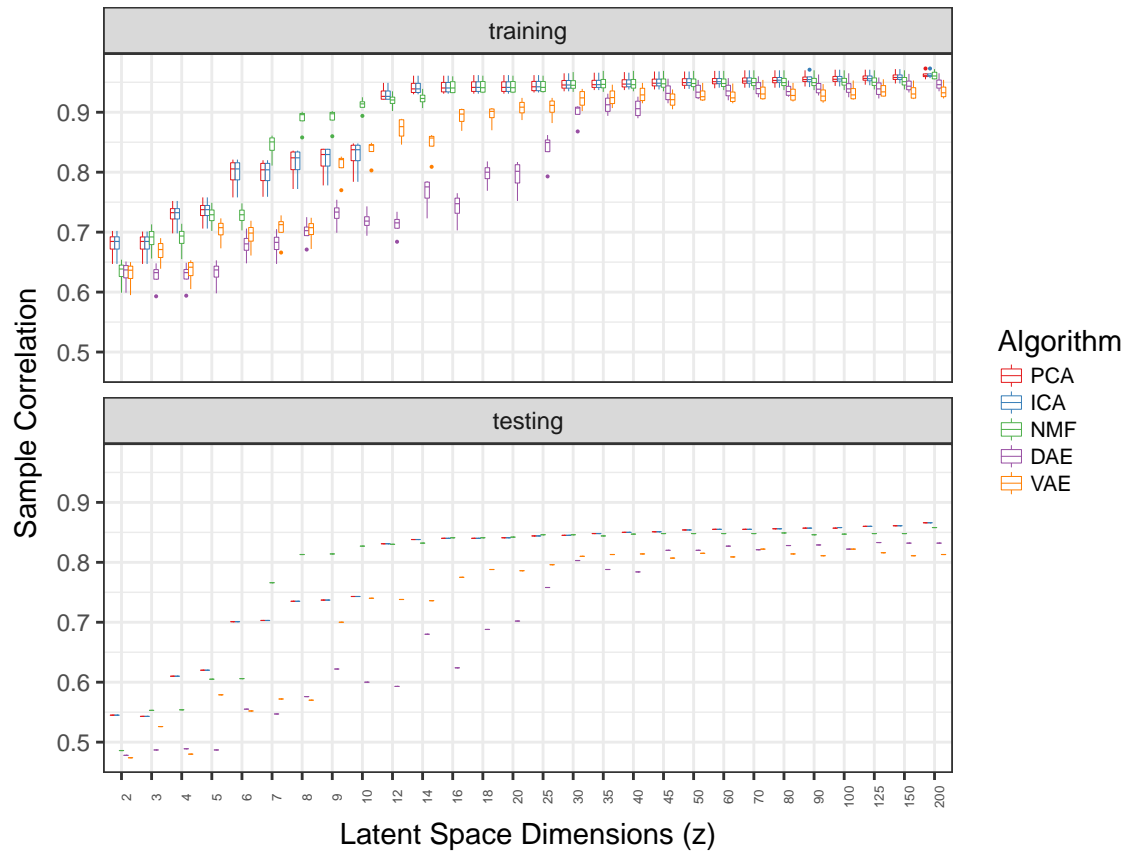 training
0.9
0.8
0.7
0.6
0.5
testing
0.9
0.8
0.7
0.6
0.5
Sample Correlation
2 3 4 5 6 7 8 9 10 12 14 16 18 20 25 30 35 40 45 50 60 70 80 90 100 125 150 200
Latent Space Dimensions (z)
Algorithm
PCA
ICA
NMF
DAE
VAE